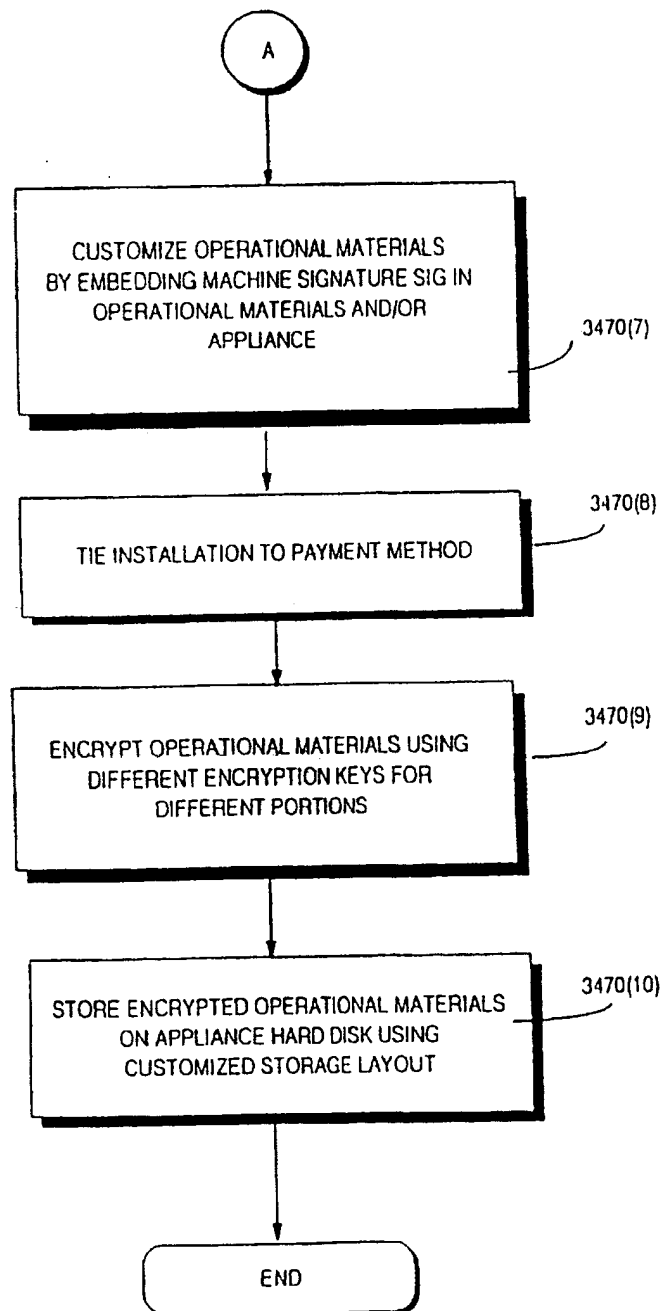 A
CUSTOMIZE OPERATIONAL MATERIALS
BY EMBEDDING MACHINE SIGNATURE SIG IN
OPERATIONAL MATERIALS AND/OR
APPLIANCE
3470(7)
3470(8)
TIE INSTALLATION TO PAYMENT METHOD
3470(9)
ENCRYPT OPERATIONAL MATERIALS USING
DIFFERENT ENCRYPTION KEYS FOR
DIFFERENT PORTIONS
3470(10)
STORE ENCRYPTED OPERATIONAL MATERIALS
ON APPLIANCE HARD DISK USING
CUSTOMIZED STORAGE LAYOUT
END